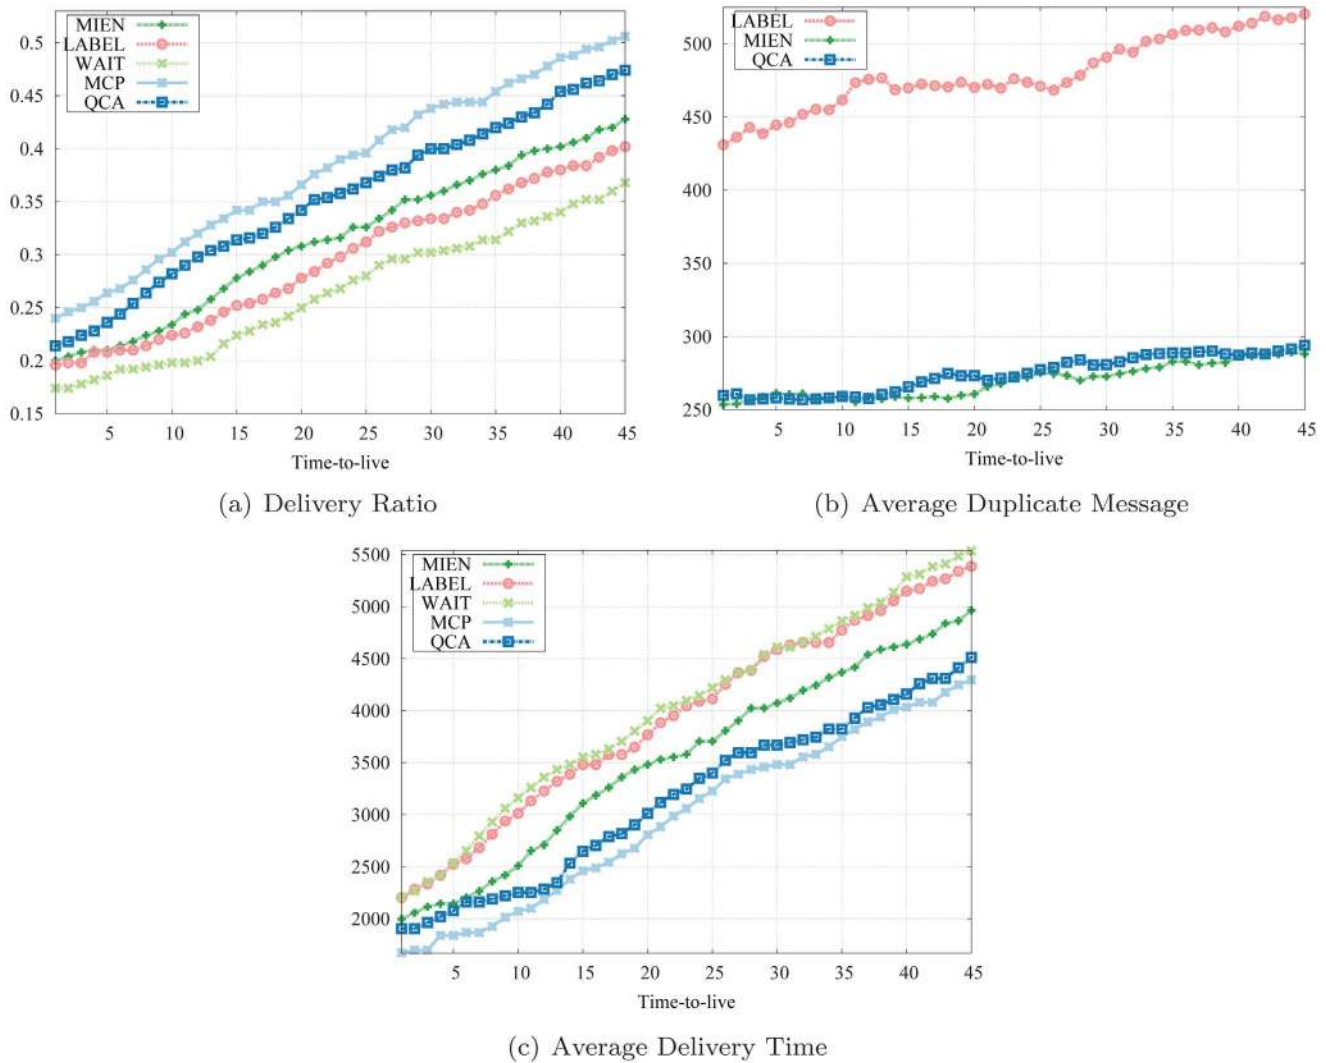 MIEN
LABEL
WAIT
MCP
QCA
0.5
0.45
0.4
0.35
0.3
0.25
0.2
0.15
5 10 15 20 25 30 35 40 45
Time-to-live
(a) Delivery Ratio
LABEL
MIEN
QCA
500
450
400
350
300
250
5 10 15 20 25 30 35 40 45
Time-to-live
(b) Average Duplicate Message
MIEN
LABEL
WAIT
MCP
QCA
5500
5000
4500
4000
3500
3000
2500
2000
5 10 15 20 25 30 35 40 45
Time-to-live
(c) Average Delivery Time